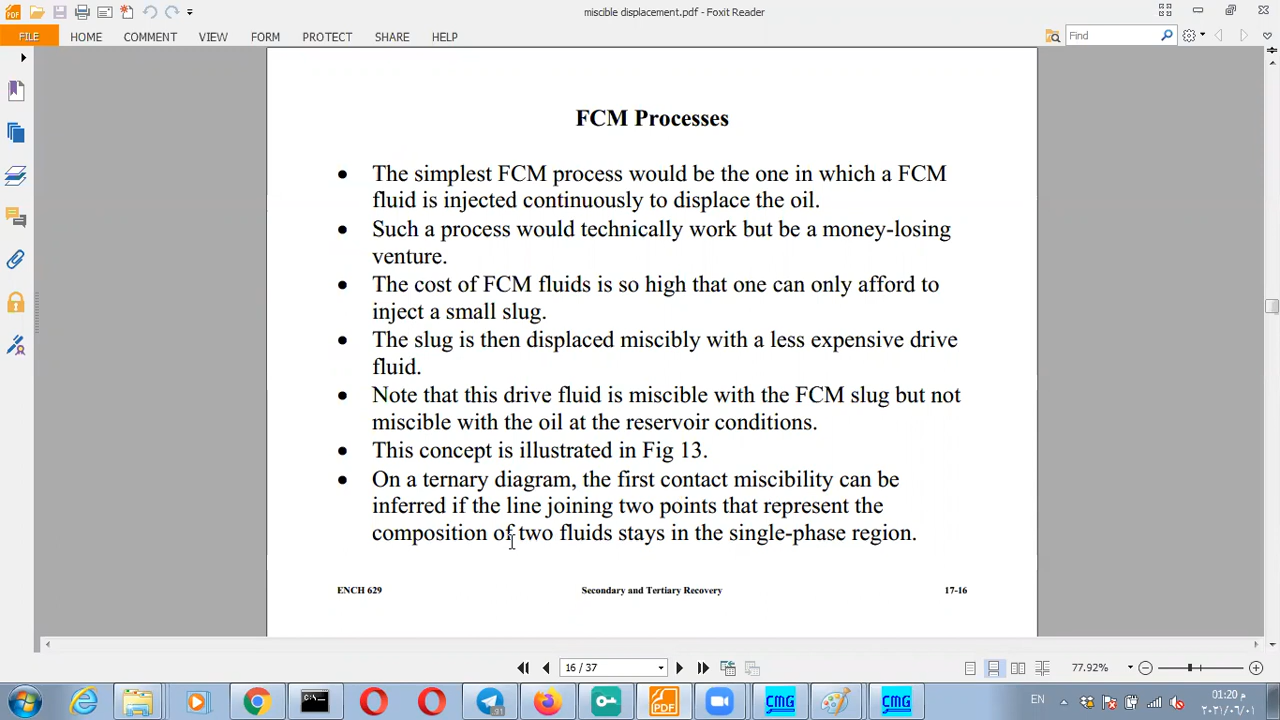 miscible displacement.pdf - Foxit Reader
FILE HOME COMMENT VIEW FORM PROTECT SHARE HELP
Find
FCM Processes
• The simplest FCM process would be the one in which a FCM
fluid is injected continuously to displace the oil.
• Such a process would technically work but be a money-losing
venture.
• The cost of FCM fluids is so high that one can only afford to
inject a small slug.
• The slug is then displaced miscibly with a less expensive drive
fluid.
• Note that this drive fluid is miscible with the FCM slug but not
miscible with the oil at the reservoir conditions.
• This concept is illustrated in Fig 13.
• On a ternary diagram, the first contact miscibility can be
inferred if the line joining two points that represent the
composition of two fluids stays in the single-phase region.
ENCH 629 Secondary and Tertiary Recovery 17-16
16 / 37
77.92%
91
PDF
CMG
CMG
EN
01:20 م
٢٠٢١/٠٦/٠١